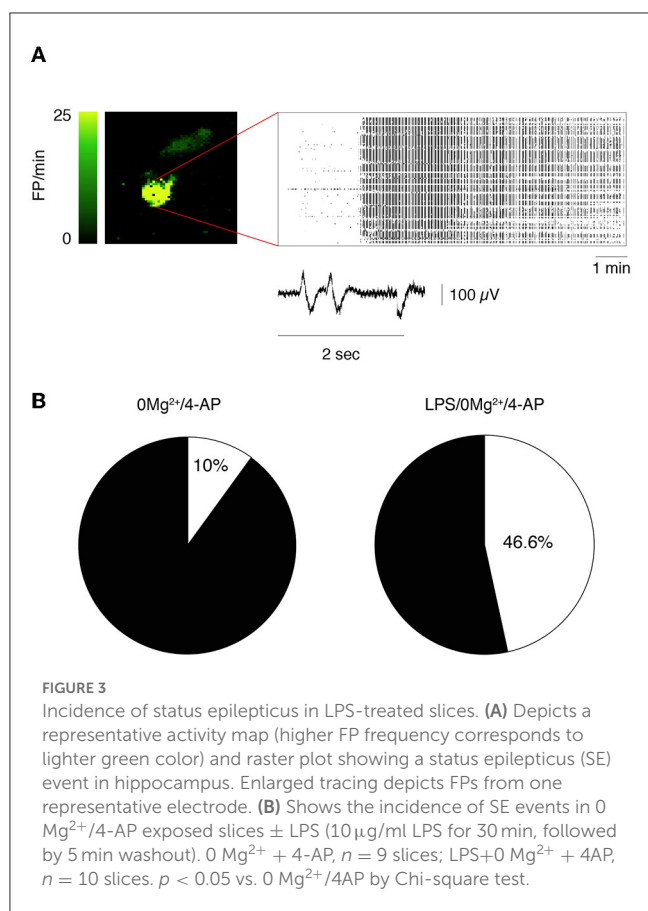 A
25
FP/min
0
1 min
100 µV
2 sec
B
0Mg²⁺/4-AP
LPS/0Mg²⁺/4-AP
10%
46.6%
FIGURE 3
Incidence of status epilepticus in LPS-treated slices. (A) Depicts a
representative activity map (higher FP frequency corresponds to
lighter green color) and raster plot showing a status epilepticus (SE)
event in hippocampus. Enlarged tracing depicts FPs from one
representative electrode. (B) Shows the incidence of SE events in 0
Mg²⁺/4-AP exposed slices ± LPS (10 µg/ml LPS for 30 min, followed
by 5 min washout). 0 Mg²⁺ + 4-AP, n = 9 slices; LPS+0 Mg²⁺ + 4AP,
n = 10 slices. p < 0.05 vs. 0 Mg²⁺/4AP by Chi-square test.